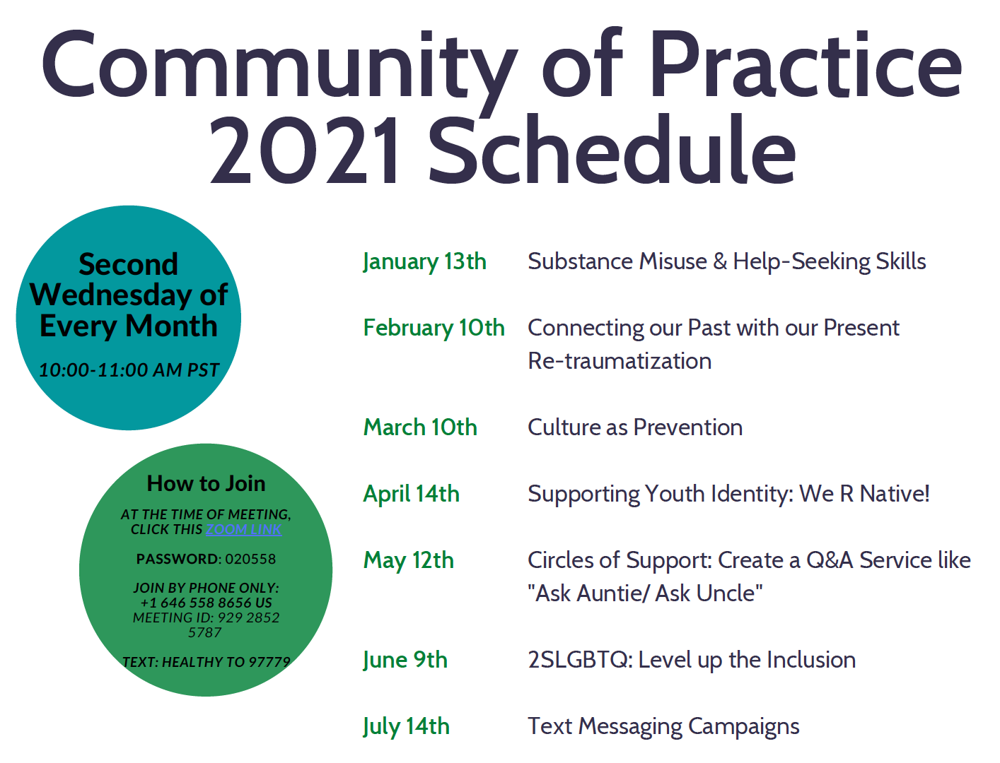 Community of Practice
2021 Schedule
Second
Wednesday of
Every Month
10:00-11:00 AM PST
How to Join
AT THE TIME OF MEETING,
CLICK THIS ZOOM LINK
PASSWORD: 020558
JOIN BY PHONE ONLY:
+1 646 558 8656 US
MEETING ID: 929 2852
5787
TEXT: HEALTHY TO 97779
January 13th Substance Misuse & Help-Seeking Skills
February 10th Connecting our Past with our Present
Re-traumatization
March 10th Culture as Prevention
April 14th Supporting Youth Identity: We R Native!
May 12th Circles of Support: Create a Q&A Service like
"Ask Auntie/ Ask Uncle"
June 9th 2SLGBTQ: Level up the Inclusion
July 14th Text Messaging Campaigns